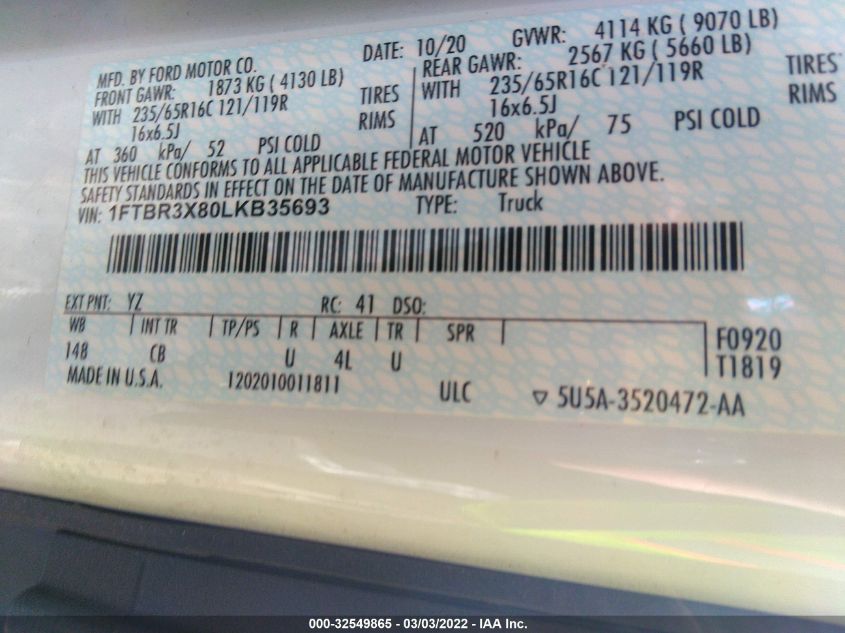 MFD. BY FORD MOTOR CO. DATE: 10/20 GVWR: 4114 KG ( 9070 LB)
FRONT GAWR: 1873 KG ( 4130 LB) REAR GAWR: 2567 KG ( 5660 LB)
WITH 235/65R16C 121/119R TIRES WITH 235/65R16C 121/119R TIRES
16x6.5J RIMS 16x6.5J RIMS
AT 360 kPa/ 52 PSI COLD AT 520 kPa/ 75 PSI COLD
THIS VEHICLE CONFORMS TO ALL APPLICABLE FEDERAL MOTOR VEHICLE
SAFETY STANDARDS IN EFFECT ON THE DATE OF MANUFACTURE SHOWN ABOVE.
VIN: 1FTBR3X80LKB35693 TYPE: Truck
EXT PNT: YZ RC: 41 DSO:
WB INT TR TP/PS R AXLE TR SPR F0920
148 CB U 4L U T1819
MADE IN U.S.A. 1202010011811 ULC ▽ 5U5A-3520472-AA
000-32549865 - 03/03/2022 - IAA Inc.